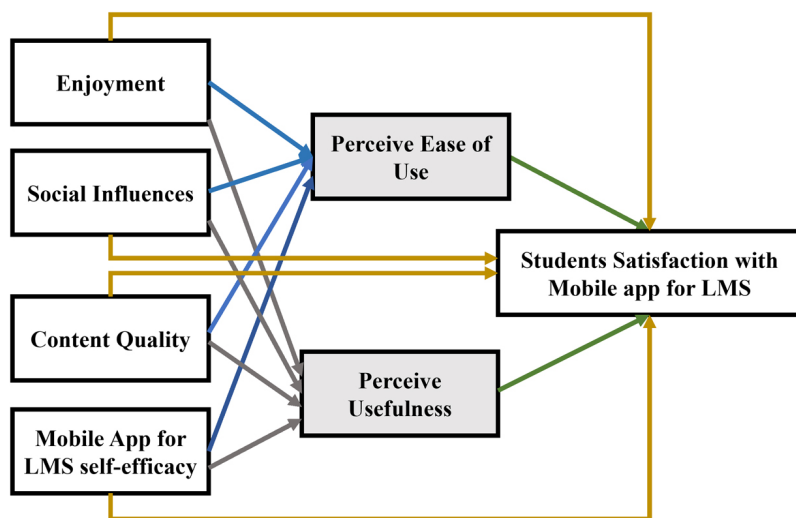 Enjoyment
Social Influences
Content Quality
Mobile App for
LMS self-efficacy
Perceive Ease of
Use
Perceive
Usefulness
Students Satisfaction with
Mobile app for LMS